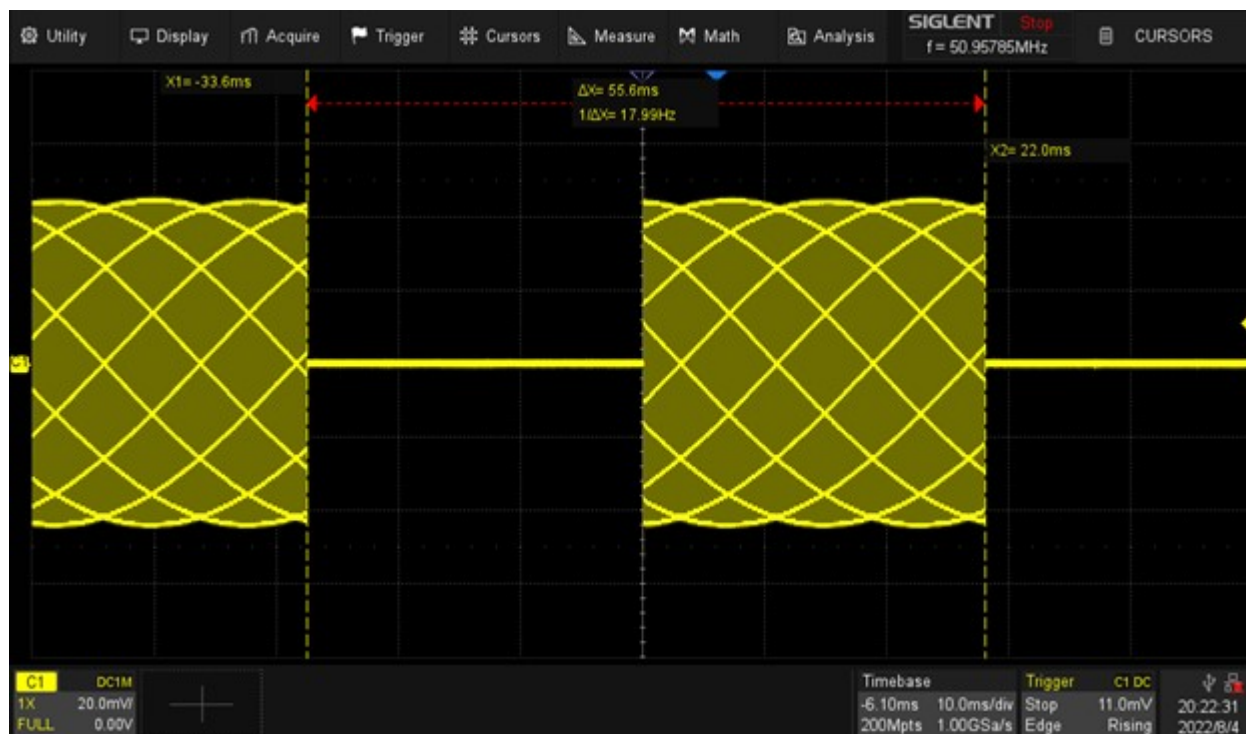 Utility Display Acquire Trigger Cursors Measure Math Analysis
SIGLENT Stop
f = 50.95785MHz
CURSORS
X1= -33.6ms
ΔX= 55.6ms
1/ΔX= 17.99Hz
X2= 22.0ms
C1
C1 DC1M
1X 20.0mV/
FULL 0.00V
Timebase
-6.10ms 10.0ms/div
200Mpts 1.00GSa/s
Trigger C1 DC
Stop 11.0mV
Edge Rising
20:22:31
2022/8/4